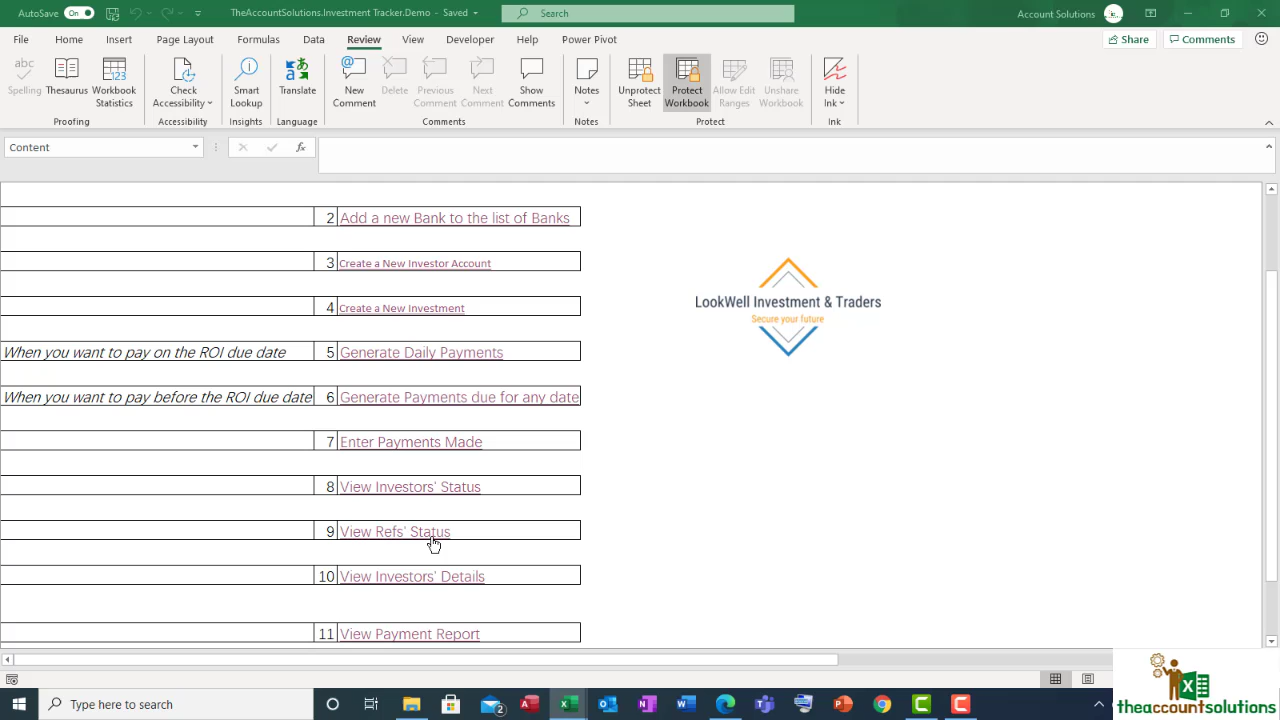 AutoSave On TheAccountSolutions.Investment Tracker.Demo - Saved Search Account Solutions
File Home Insert Page Layout Formulas Data Review View Developer Help Power Pivot Share Comments
Spelling Thesaurus Workbook Statistics Check Accessibility Smart Lookup Translate New Comment Delete Previous Comment Next Comment Show Comments Notes Unprotect Sheet Protect Workbook Allow Edit Ranges Unshare Workbook Hide Ink
Proofing Accessibility Insights Language Comments Notes Protect Ink
Content fx
2 Add a new Bank to the list of Banks
3 Create a New Investor Account
LookWell Investment & Traders
Secure your future
4 Create a New Investment
When you want to pay on the ROI due date 5 Generate Daily Payments
When you want to pay before the ROI due date 6 Generate Payments due for any date
7 Enter Payments Made
8 View Investors' Status
9 View Refs' Status
10 View Investors' Details
11 View Payment Report
Type here to search
theaccountsolutions